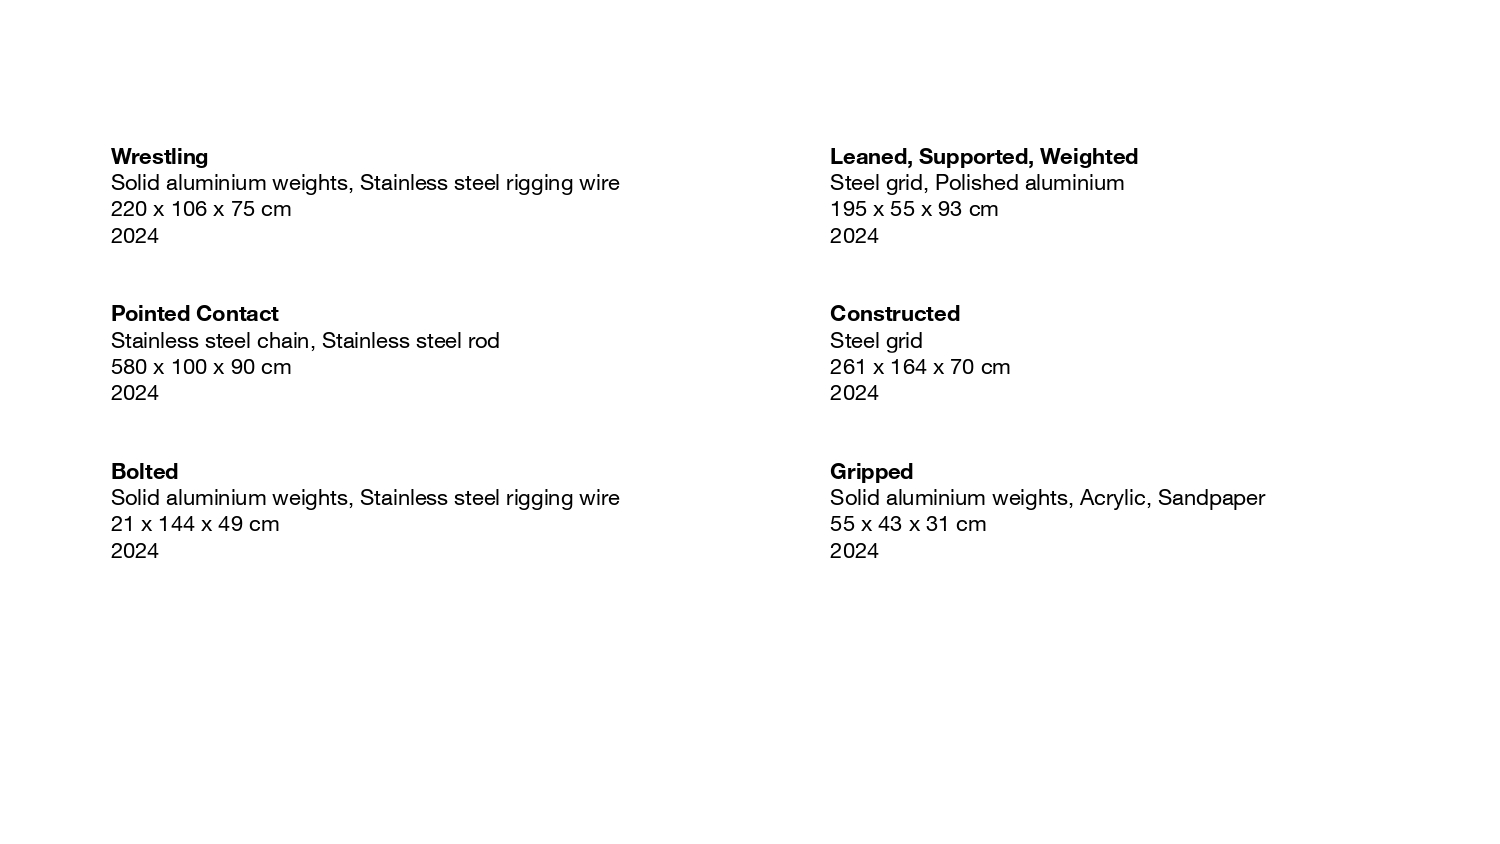 Wrestling
Solid aluminium weights, Stainless steel rigging wire
220 x 106 x 75 cm
2024
Pointed Contact
Stainless steel chain, Stainless steel rod
580 x 100 x 90 cm
2024
Bolted
Solid aluminium weights, Stainless steel rigging wire
21 x 144 x 49 cm
2024
Leaned, Supported, Weighted
Steel grid, Polished aluminium
195 x 55 x 93 cm
2024
Constructed
Steel grid
261 x 164 x 70 cm
2024
Gripped
Solid aluminium weights, Acrylic, Sandpaper
55 x 43 x 31 cm
2024